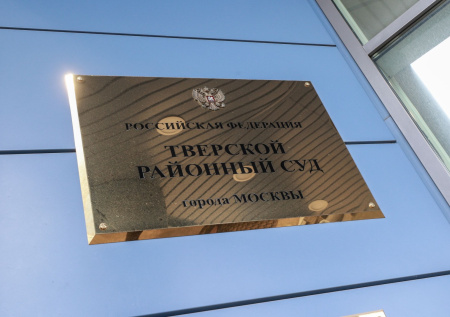 РОССИЙСКАЯ ФЕДЕРАЦИЯ
ТВЕРСКОЙ
РАЙОННЫЙ СУД
города МОСКВЫ